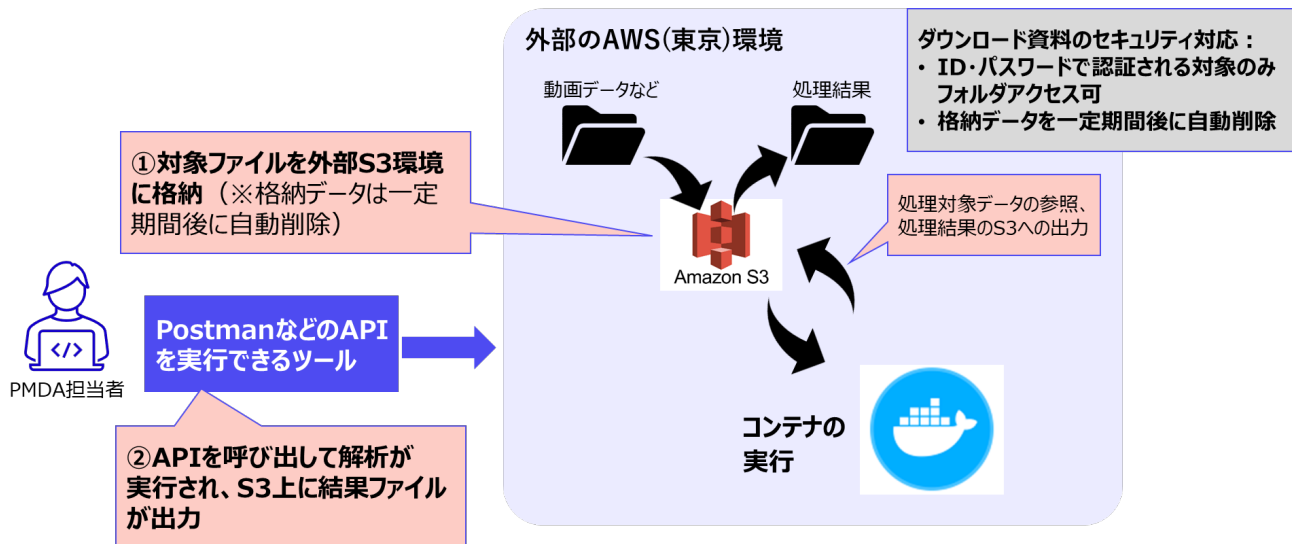 外部のAWS(東京)環境
動画データなど
処理結果
ダウンロード資料のセキュリティ対応：
• ID・パスワードで認証される対象のみ
フォルダアクセス可
• 格納データを一定期間後に自動削除
①対象ファイルを外部S3環境
に格納（※格納データは一定
期間後に自動削除）
処理対象データの参照、
処理結果のS3への出力
Amazon S3
PostmanなどのAPI
を実行できるツール
</>
PMDA担当者
コンテナの
実行
②APIを呼び出して解析が
実行され、S3上に結果ファイル
が出力